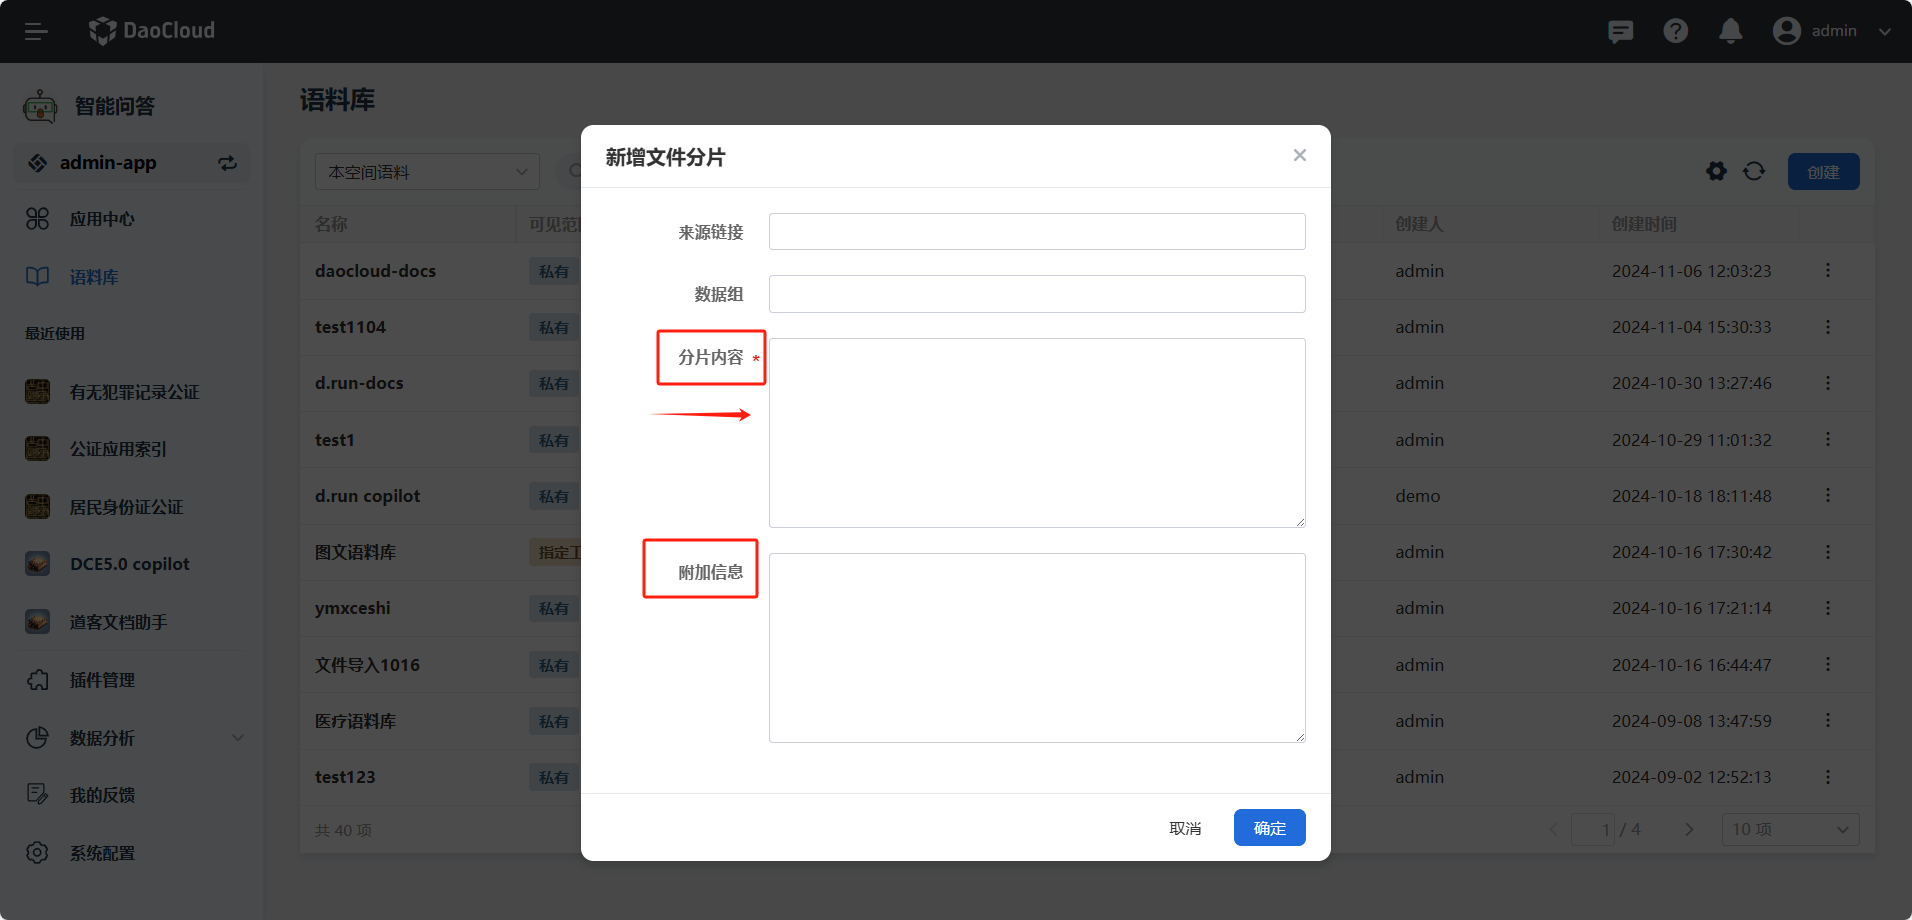 DaoCloud
admin
智能问答
admin-app
应用中心
语料库
最近使用
有无犯罪记录公证
公证应用索引
居民身份证公证
DCE5.0 copilot
道客文档助手
插件管理
数据分析
我的反馈
系统配置
语料库
本空间语料
创建
名称 可见范 创建人 创建时间
daocloud-docs 私有 admin 2024-11-06 12:03:23
test1104 私有 admin 2024-11-04 15:30:33
d.run-docs 私有 admin 2024-10-30 13:27:46
test1 私有 admin 2024-10-29 11:01:32
d.run copilot 私有 demo 2024-10-18 18:11:48
图文语料库 指定工 admin 2024-10-16 17:30:42
ymxceshi 私有 admin 2024-10-16 17:21:14
文件导入1016 私有 admin 2024-10-16 16:44:47
医疗语料库 私有 admin 2024-09-08 13:47:59
test123 私有 admin 2024-09-02 12:52:13
共 40 项 1 / 4 10 项
新增文件分片
来源链接
数据组
分片内容 *
附加信息
取消 确定